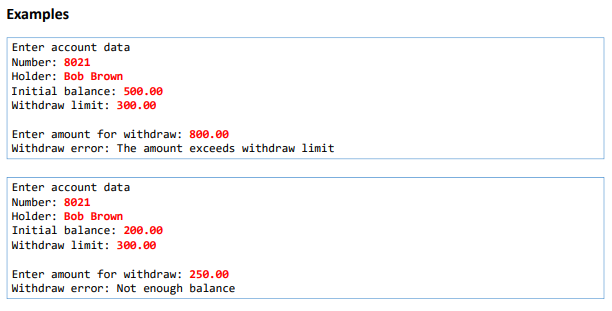 Examples
Enter account data
Number: 8021
Holder: Bob Brown
Initial balance: 500.00
Withdraw limit: 300.00
Enter amount for withdraw: 800.00
Withdraw error: The amount exceeds withdraw limit
Enter account data
Number: 8021
Holder: Bob Brown
Initial balance: 200.00
Withdraw limit: 300.00
Enter amount for withdraw: 250.00
Withdraw error: Not enough balance